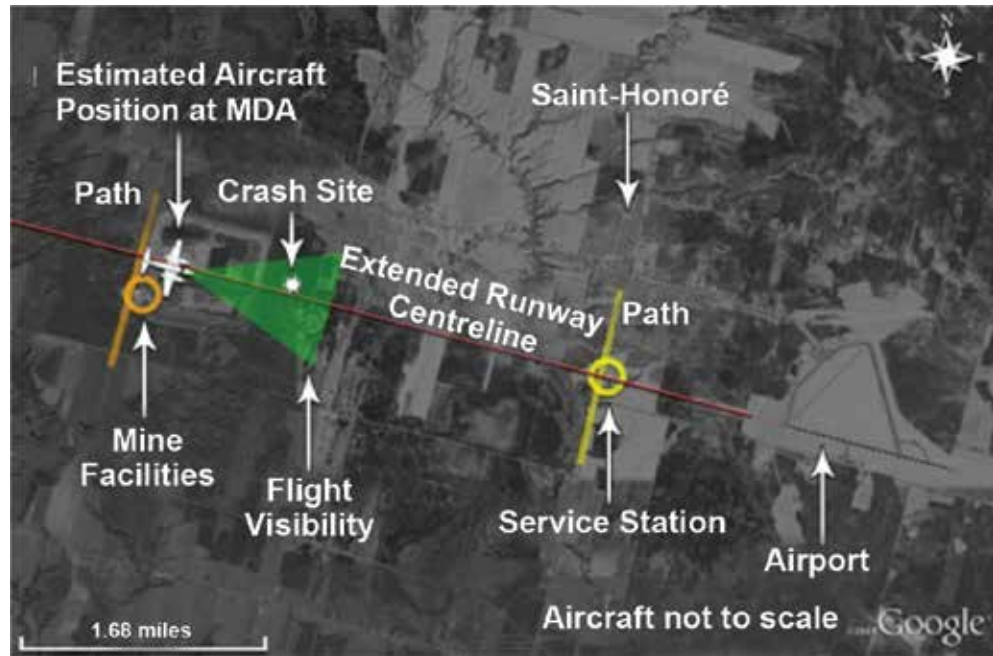 Estimated Aircraft
Position at MDA
Saint-Honoré
N
Path
Crash Site
Extended Runway
Centreline
Path
Mine
Facilities
Flight
Visibility
Service Station
Airport
1.68 miles
Aircraft not to scale
Google